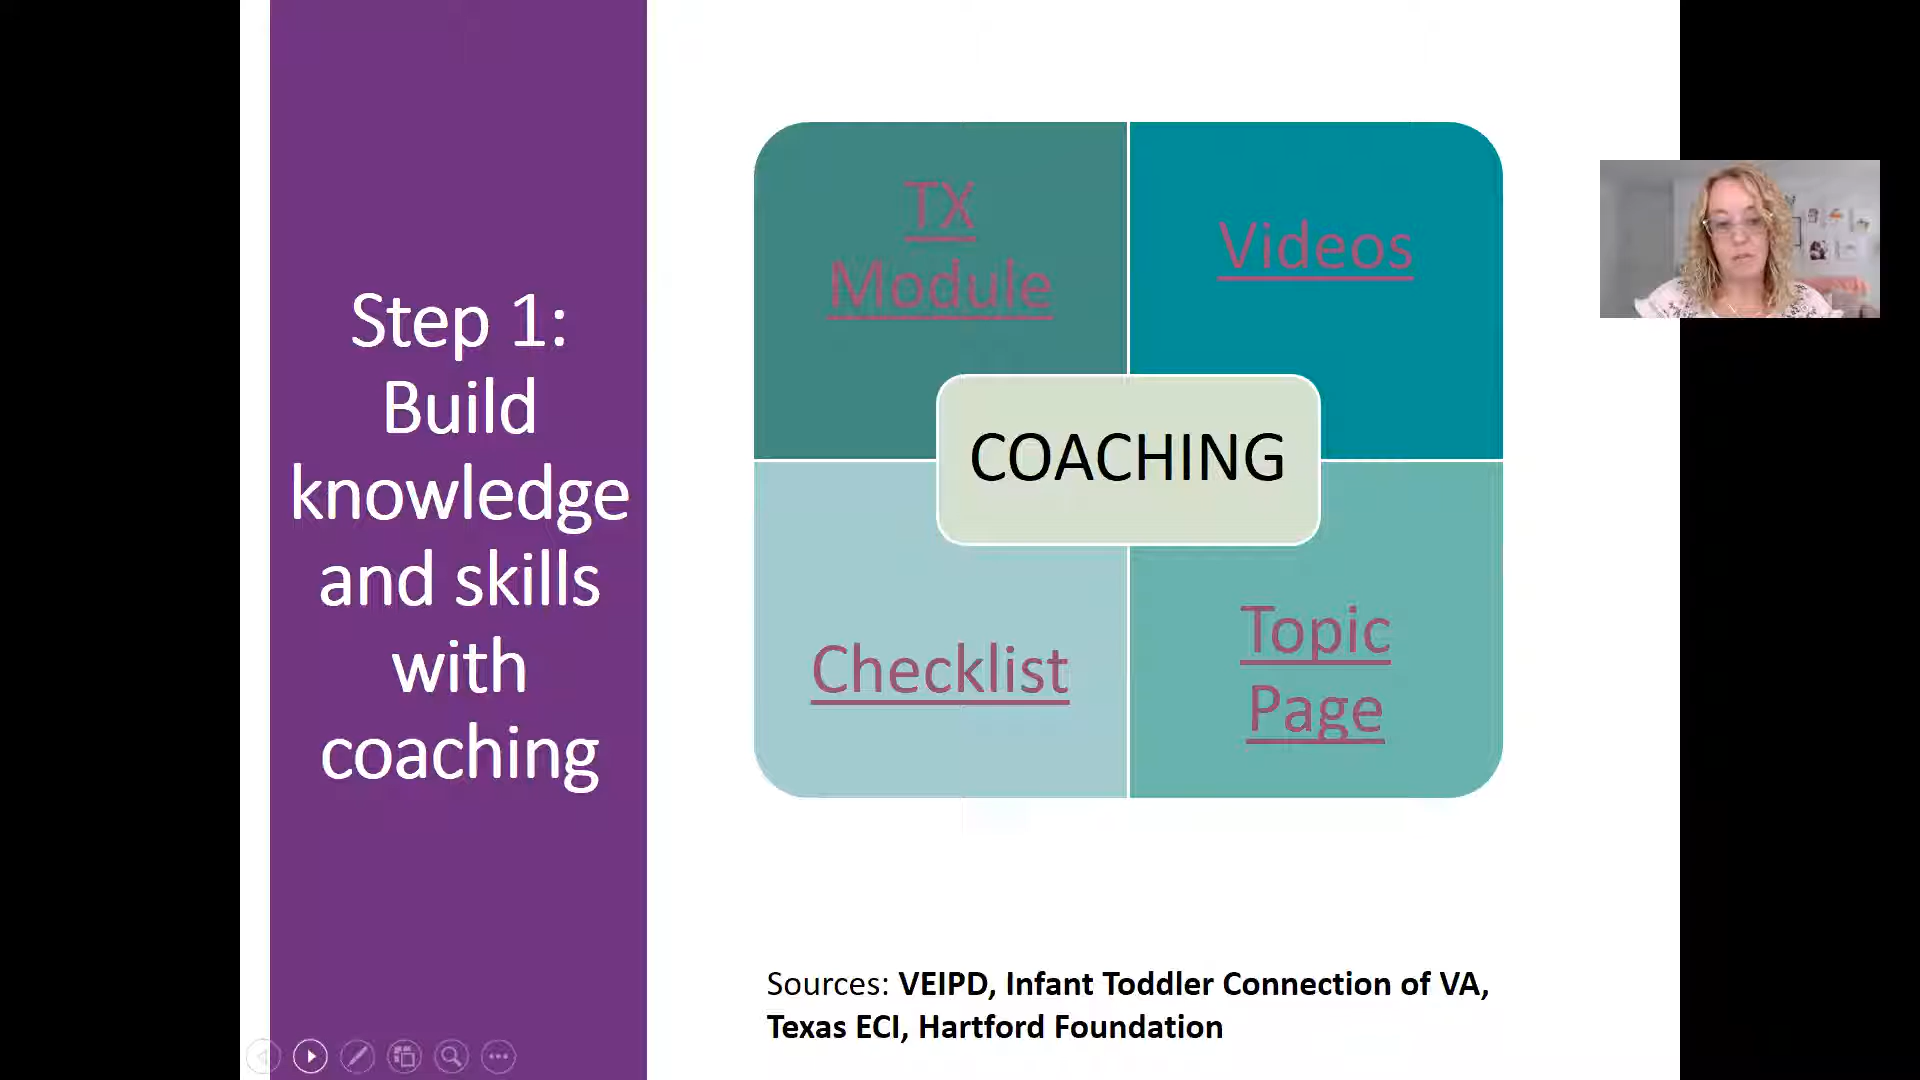 Step 1:
Build
knowledge
and skills
with
coaching
TX
Module
Videos
COACHING
Checklist
Topic
Page
Sources: VEIPD, Infant Toddler Connection of VA,
Texas ECI, Hartford Foundation